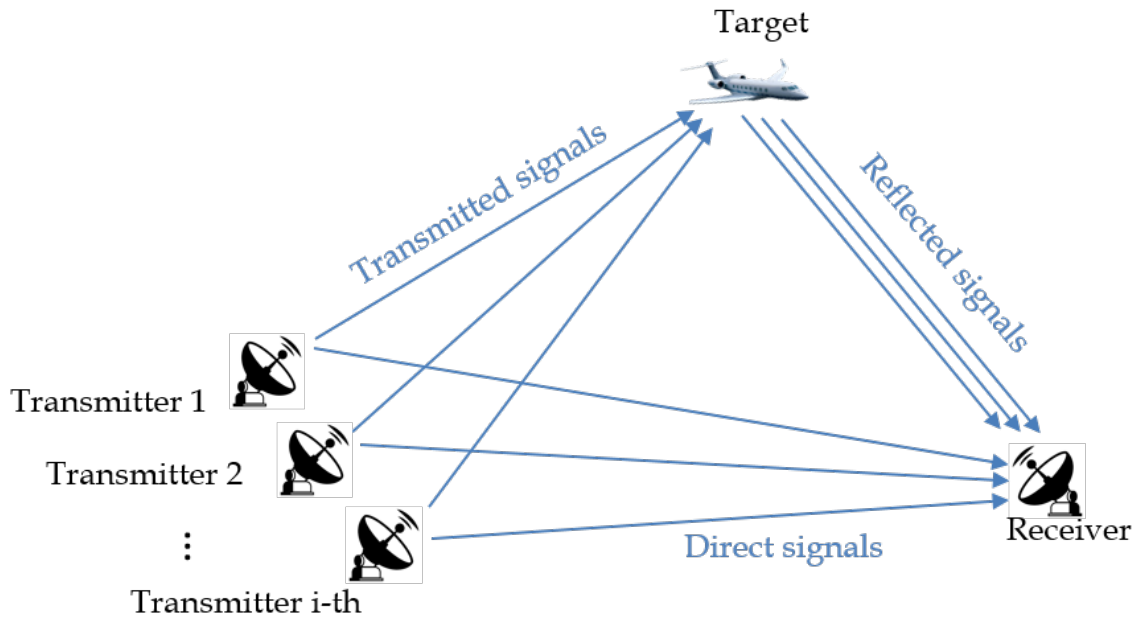 Target
Transmitted signals
Reflected signals
Transmitter 1
Transmitter 2
⋮
Transmitter i-th
Direct signals
Receiver